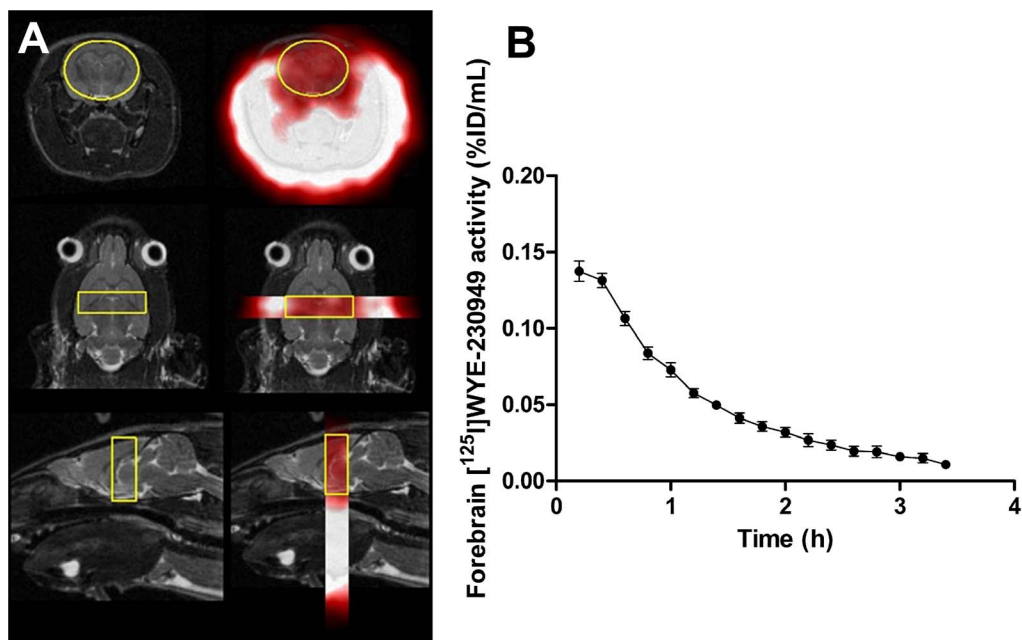 A
B
Forebrain [¹²⁵I]WYE-230949 activity (%ID/mL)
0.20
0.15
0.10
0.05
0.00
0 1 2 3 4
Time (h)